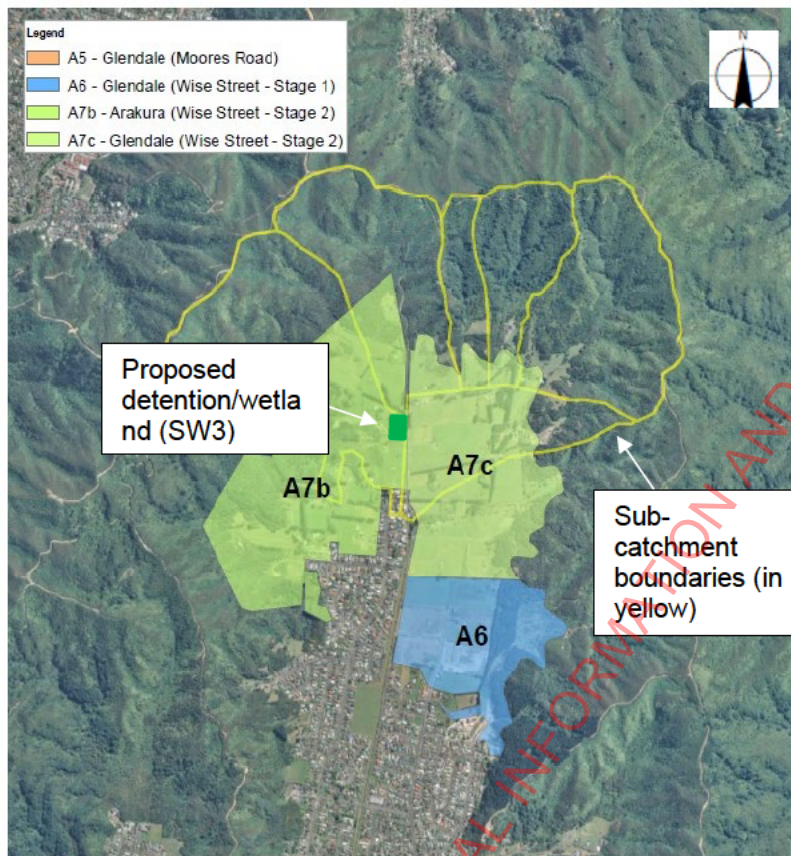 Legend
A5 - Glendale (Moores Road)
A6 - Glendale (Wise Street - Stage 1)
A7b - Arakura (Wise Street - Stage 2)
A7c - Glendale (Wise Street - Stage 2)
N
Proposed
detention/wetla
nd (SW3)
A7b
A7c
Sub-
catchment
boundaries (in
yellow)
A6
AL INFORMATION AND